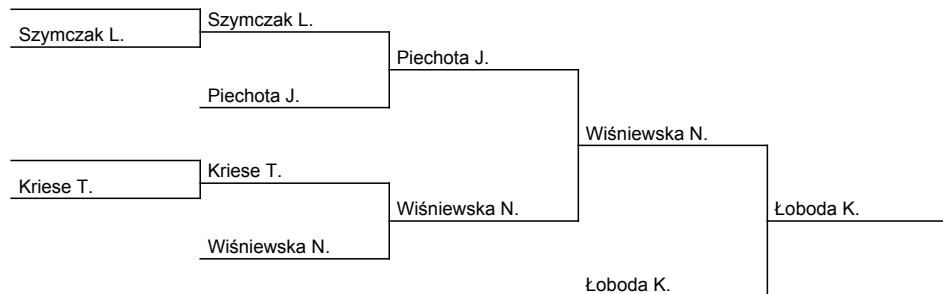 Szymczak L.
Szymczak L.
Piechota J.
Piechota J.
Wiśniewska N.
Kriese T.
Kriese T.
Wiśniewska N.
Łoboda K.
Wiśniewska N.
Łoboda K.